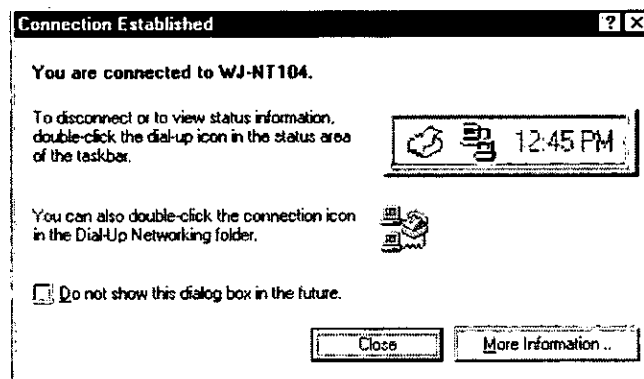 Connection Established
You are connected to WJ-NT104.
To disconnect or to view status information,
double-click the dial-up icon in the status area
of the taskbar.
12:45 PM
You can also double-click the connection icon
in the Dial-Up Networking folder.
Do not show this dialog box in the future.
Close
More Information ..